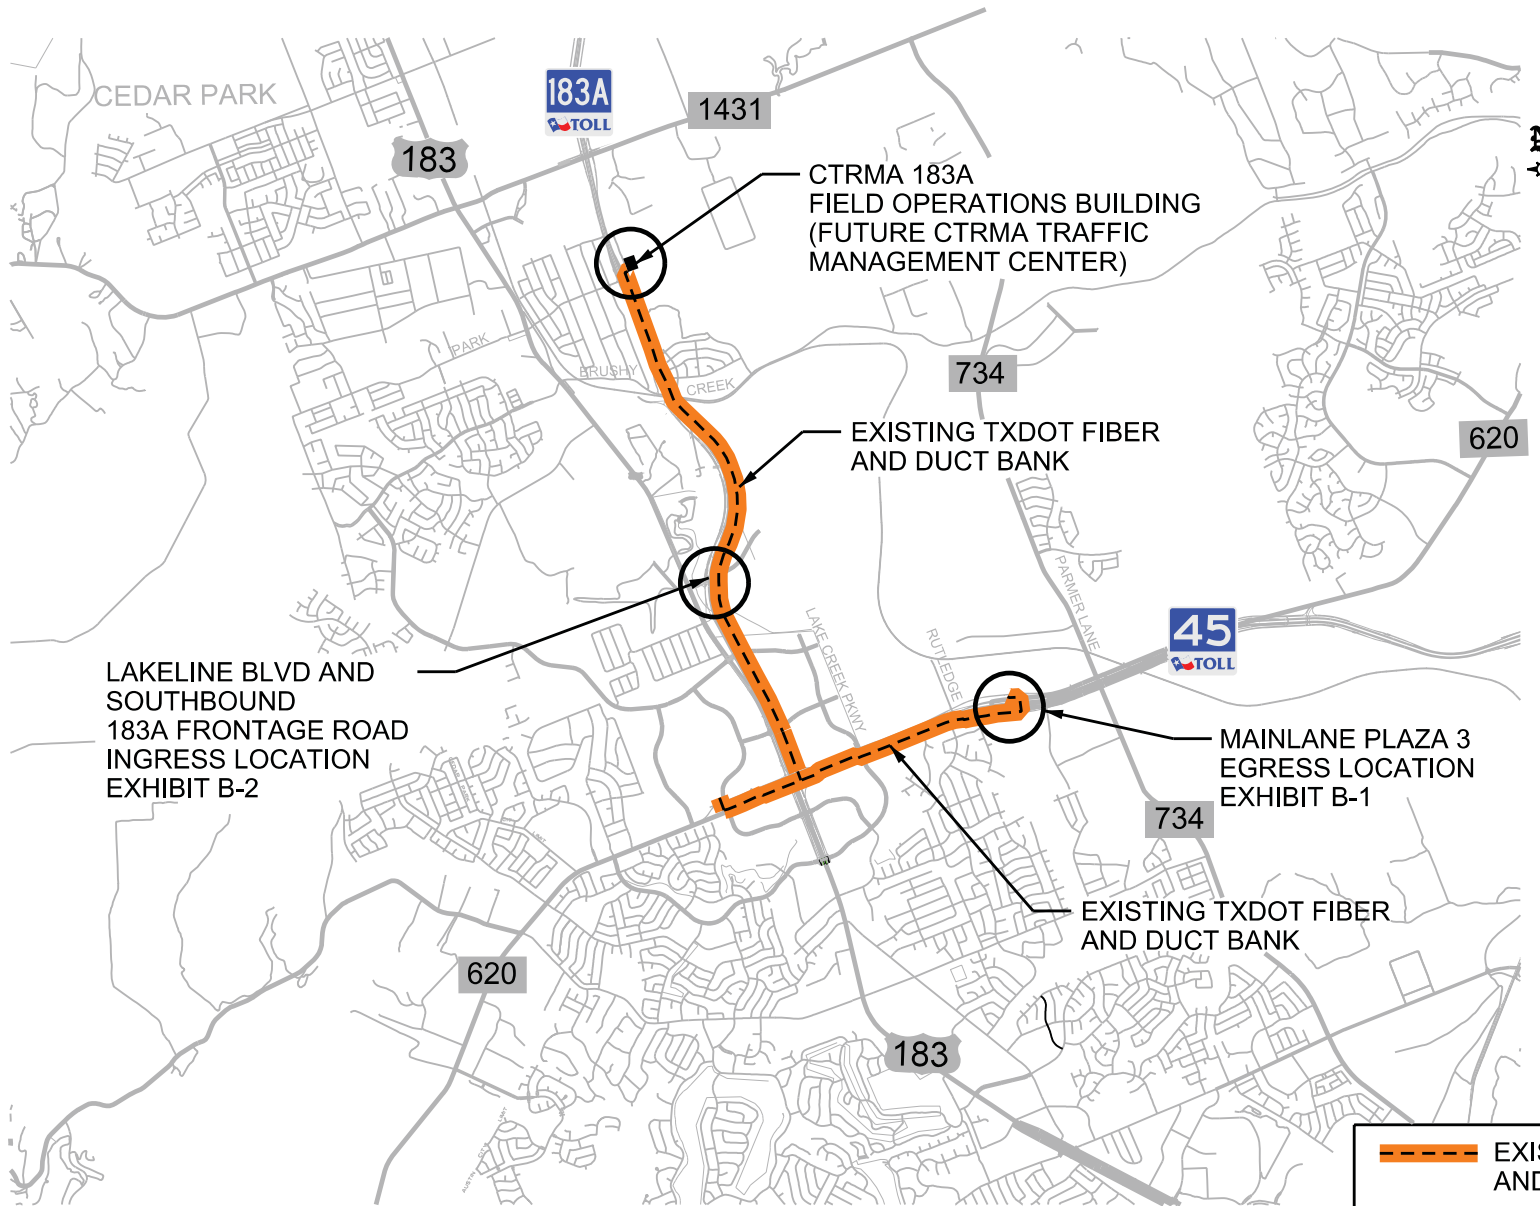 CEDAR PARK
183A
TOLL
1431
183
CTRMA 183A
FIELD OPERATIONS BUILDING
(FUTURE CTRMA TRAFFIC
MANAGEMENT CENTER)
PARK
BRUSHY
CREEK
734
EXISTING TXDOT FIBER
AND DUCT BANK
620
PARMER LANE
LAKE CREEK PKWY
RUTLEDGE
45
TOLL
LAKELINE BLVD AND
SOUTHBOUND
183A FRONTAGE ROAD
INGRESS LOCATION
EXHIBIT B-2
MAINLANE PLAZA 3
EGRESS LOCATION
EXHIBIT B-1
734
EXISTING TXDOT FIBER
AND DUCT BANK
620
183
EXIS
AND